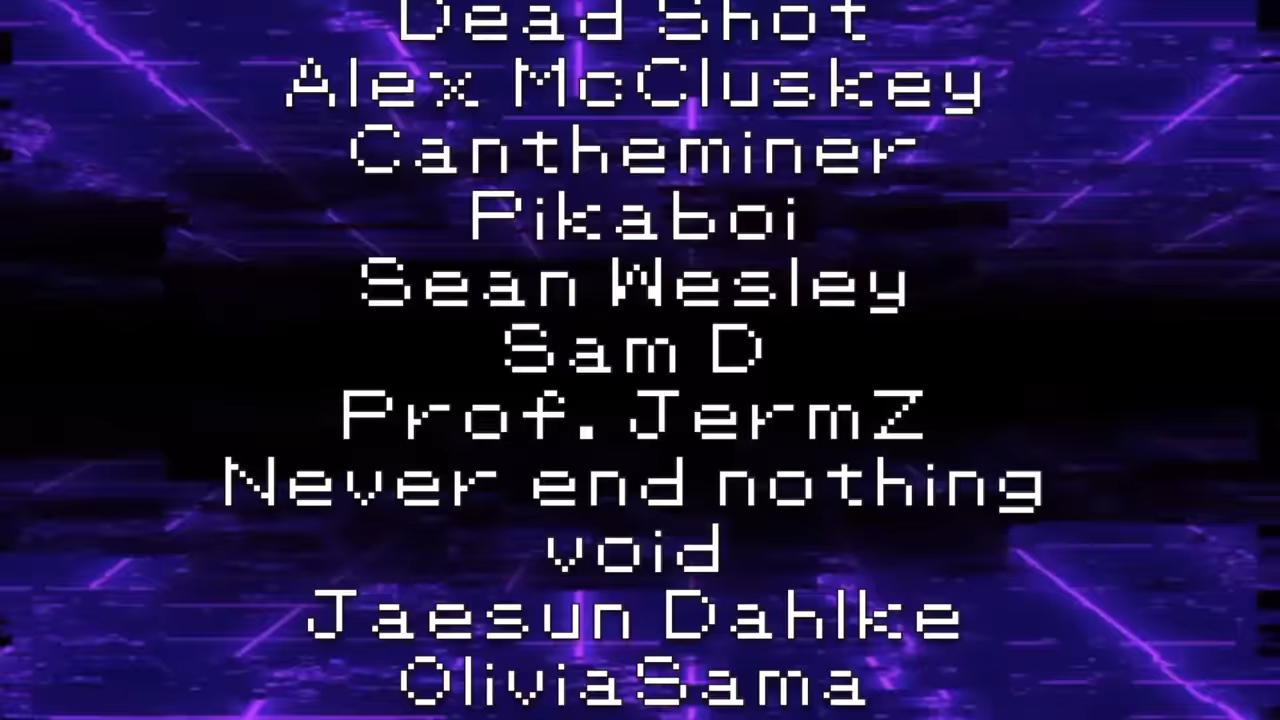 Dead Shot
Alex McCluskey
Cantheminer
Pikaboi
Sean Wesley
Sam D
Prof. JermZ
Never end nothing
void
Jaesun Dahlke
OliviaSama